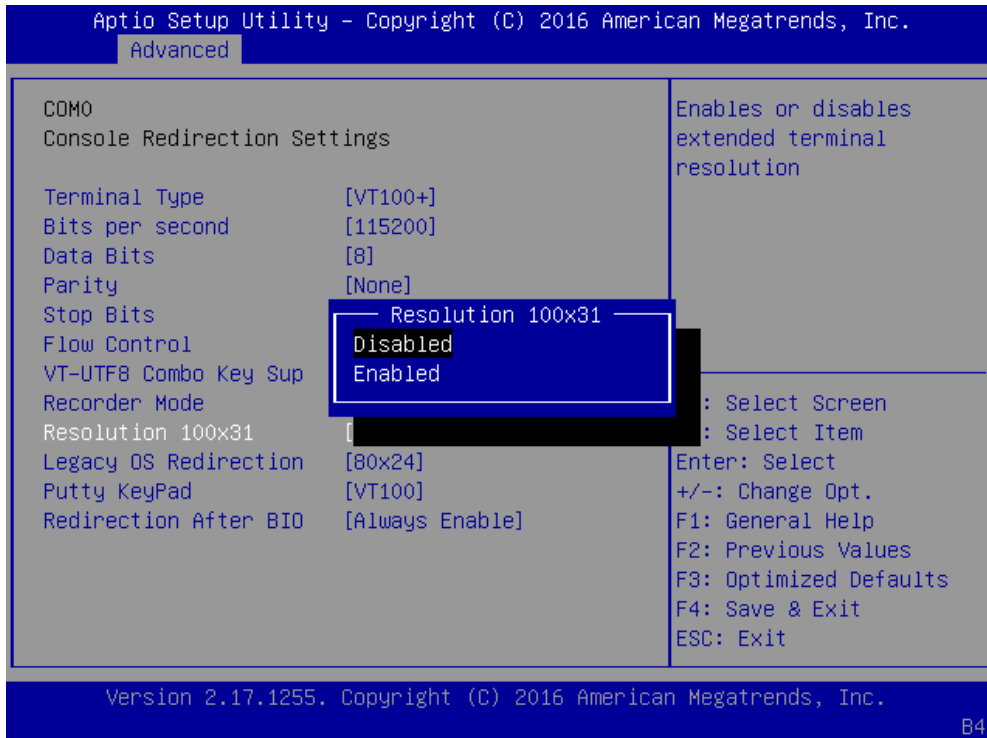 Aptio Setup Utility – Copyright (C) 2016 American Megatrends, Inc.
Advanced
COM0
Console Redirection Settings
Terminal Type [VT100+]
Bits per second [115200]
Data Bits [8]
Parity [None]
Stop Bits
Flow Control
VT-UTF8 Combo Key Sup
Recorder Mode
Resolution 100x31 [
Legacy OS Redirection [80x24]
Putty KeyPad [VT100]
Redirection After BIO [Always Enable]
Resolution 100x31
Disabled
Enabled
Enables or disables
extended terminal
resolution
: Select Screen
: Select Item
Enter: Select
+/-: Change Opt.
F1: General Help
F2: Previous Values
F3: Optimized Defaults
F4: Save & Exit
ESC: Exit
Version 2.17.1255. Copyright (C) 2016 American Megatrends, Inc.
B4